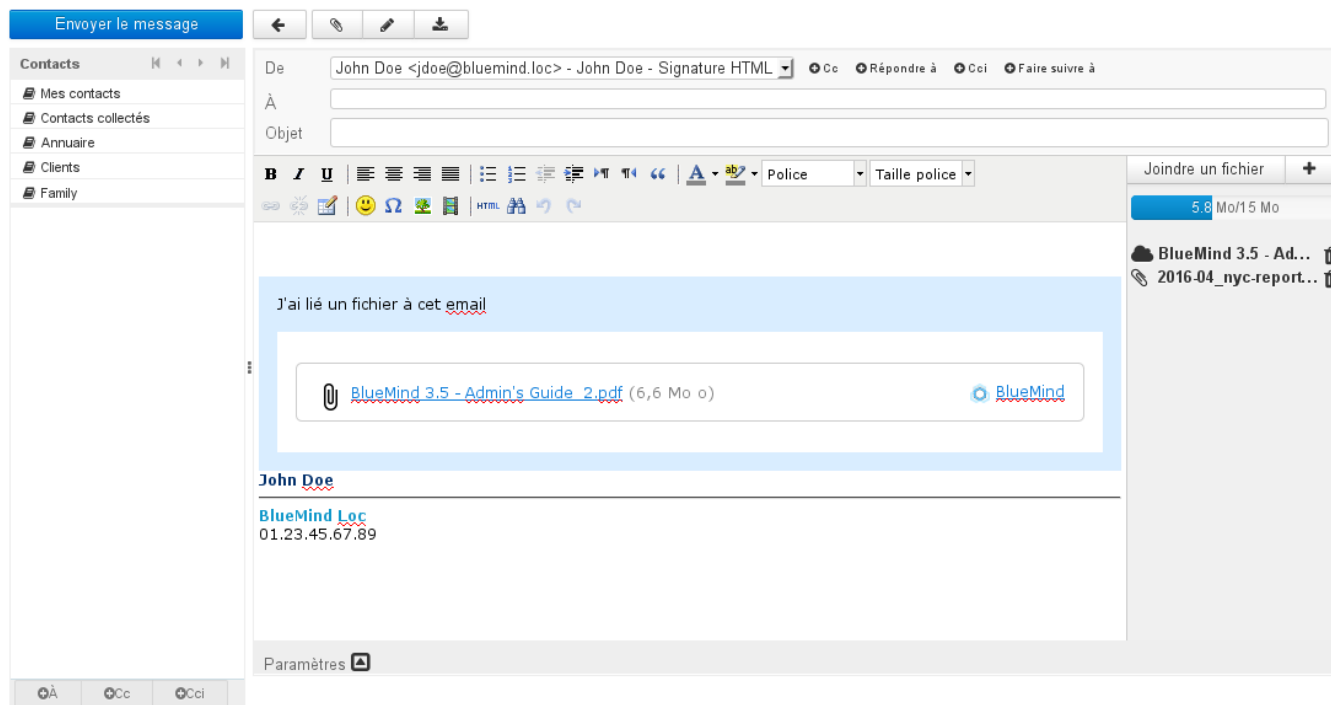 Envoyer le message
Contacts
Mes contacts
Contacts collectés
Annuaire
Clients
Family
De John Doe <jdoe@bluemind.loc> - John Doe - Signature HTML Cc Répondre à Cci Faire suivre à
À
Objet
B I U A ab Police Taille police
Ω HTML
Joindre un fichier +
5.8 Mo/15 Mo
BlueMind 3.5 - Ad...
2016-04_nyc-report...
J'ai lié un fichier à cet email
BlueMind 3.5 - Admin's Guide_2.pdf (6,6 Mo o) BlueMind
John Doe
BlueMind Loc
01.23.45.67.89
Paramètres
À Cc Cci